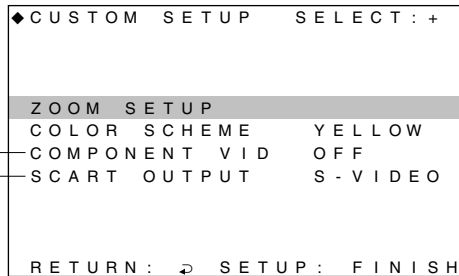 ◆CUSTOM SETUP SELECT:+
ZOOM SETUP
COLOR SCHEME YELLOW
COMPONENT VID OFF
SCART OUTPUT S-VIDEO
RETURN: ⮌ SETUP: FINISH